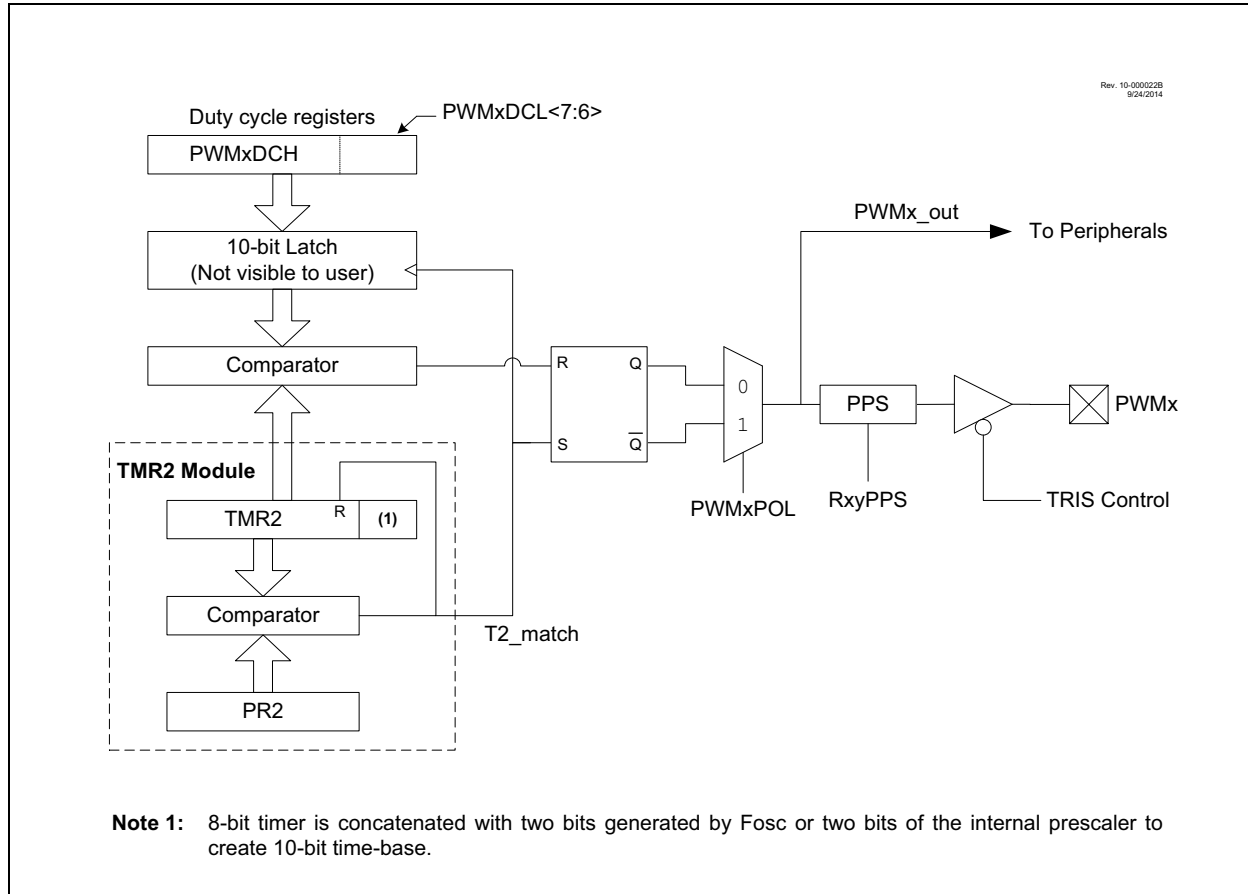 Rev. 10-000022B
9/24/2014
Duty cycle registers
PWMxDCL<7:6>
PWMxDCH
10-bit Latch
(Not visible to user)
Comparator
PWMx_out
To Peripherals
R
Q
S
Q
0
1
PPS
PWMx
PWMxPOL
RxyPPS
TRIS Control
TMR2 Module
TMR2
R
(1)
Comparator
T2_match
PR2
Note 1: 8-bit timer is concatenated with two bits generated by Fosc or two bits of the internal prescaler to
create 10-bit time-base.